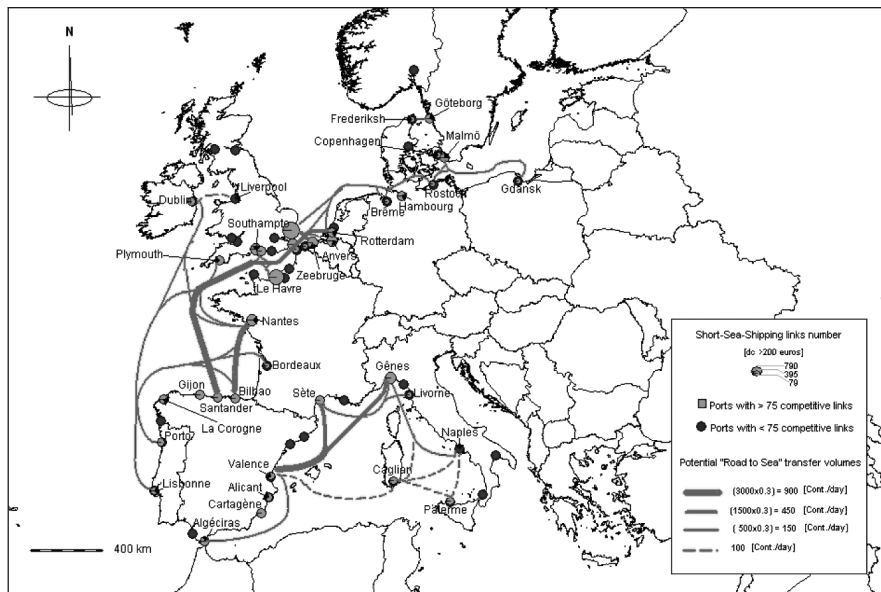 N
Göteborg
Frederiksh
Copenhagen
Malmö
Liverpool
Dublin
Rostoc
Gdansk
Hambourg
Brème
Southampto
Rotterdam
Plymouth
Anvers
Zeebruge
Le Havre
Nantes
Bordeaux
Gênes
Gijon
Bilbao
Sète
Livorne
Santander
La Corogne
Naples
Porto
Valence
Caglian
Lisbonne
Alicant
Cartagène
Palerme
Algéciras
400 km
Short-Sea-Shipping links number
[dc >200 euros]
790
395
79
Ports with > 75 competitive links
Ports with < 75 competitive links
Potential "Road to Sea" transfer volumes
(3000x0.3) = 900 [Cont./day]
(1500x0.3) = 450 [Cont./day]
( 500x0.3) = 150 [Cont./day]
100 [Cont./day]